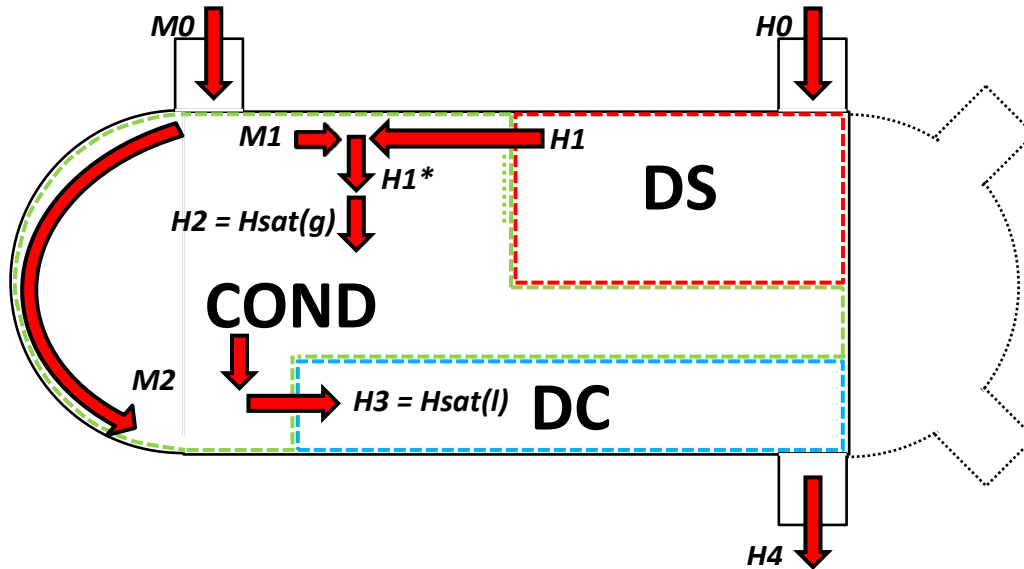 M0
H0
M1
H1
H1*
DS
H2 = Hsat(g)
COND
M2
H3 = Hsat(l)
DC
H4